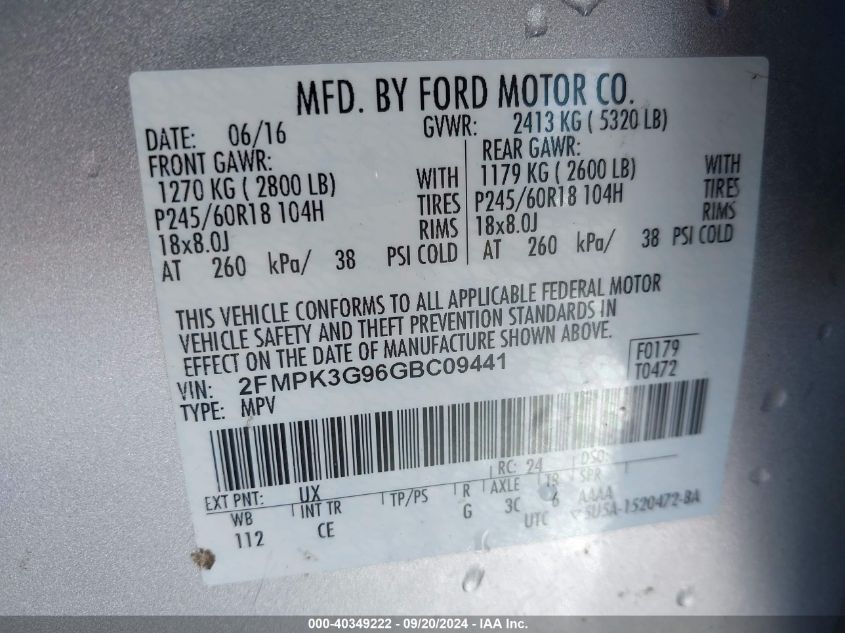 MFD. BY FORD MOTOR CO.
DATE: 06/16 GVWR: 2413 KG ( 5320 LB)
FRONT GAWR: REAR GAWR:
1270 KG ( 2800 LB) WITH 1179 KG ( 2600 LB) WITH
P245/60R18 104H TIRES P245/60R18 104H TIRES
18x8.0J RIMS 18x8.0J RIMS
AT 260 kPa/ 38 PSI COLD AT 260 kPa/ 38 PSI COLD
THIS VEHICLE CONFORMS TO ALL APPLICABLE FEDERAL MOTOR
VEHICLE SAFETY AND THEFT PREVENTION STANDARDS IN
EFFECT ON THE DATE OF MANUFACTURE SHOWN ABOVE.
VIN: 2FMPK3G96GBC09441 F0179
TYPE: MPV T0472
RC: 24 DSO:
EXT PNT: UX
WB INT TR TP/PS R AXLE TR SPR
112 CE G 3C 6 AAAA
UTC SU5A-1520472-BA
000-40349222 - 09/20/2024 - IAA Inc.